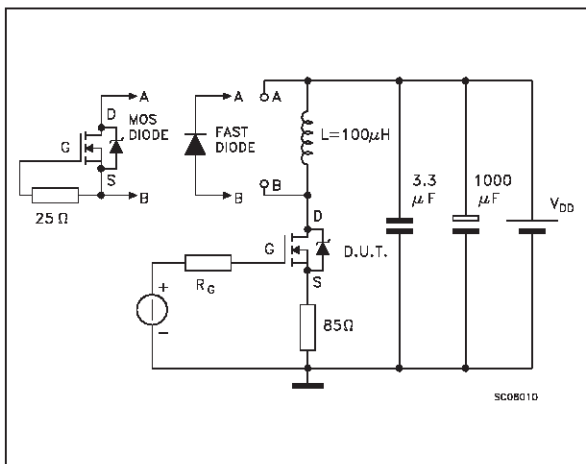 A
D
MOS
DIODE
G
S
B
25 Ω
A
FAST
DIODE
B
A
L=100μH
B
D
G
D.U.T.
S
RG
85Ω
+
-
3.3
μF
1000
μF
VDD
SC08010